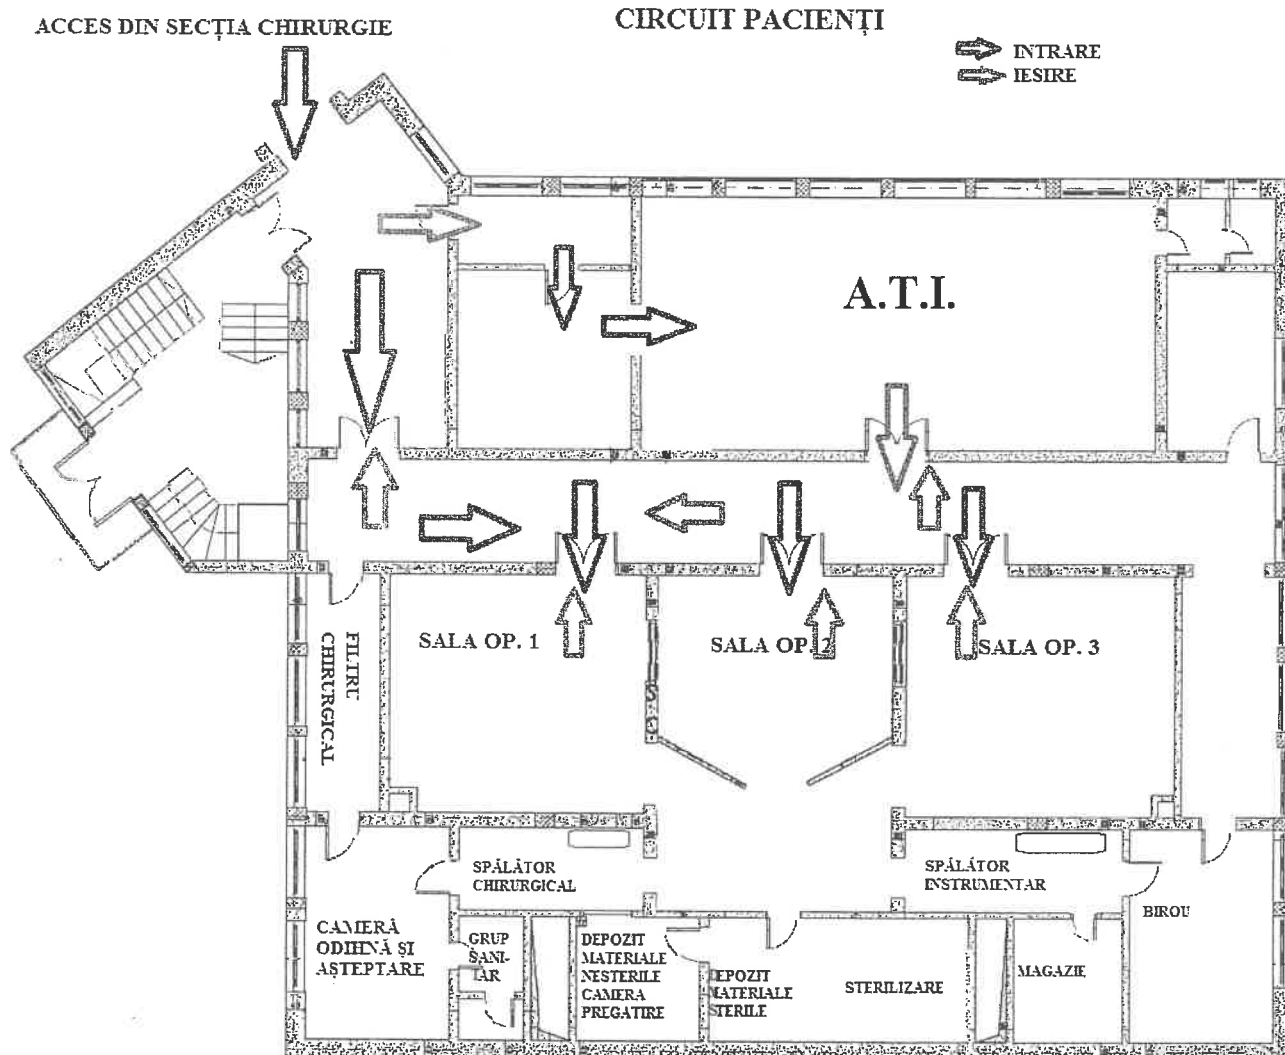 CIRCUIT PACIENȚI
ACCES DIN SECȚIA CHIRURGIE
INTRARE
IESIRE
A.T.I.
SALA OP. 1
SALA OP. 2
SALA OP. 3
FILTRU
CHIRURGICAL
SPĂLĂTOR
CHIRURGICAL
SPĂLĂTOR
INSTRUMENTAR
BIROU
CAMERĂ
ODIHNĂ ȘI
AȘTEPTARE
GRUP
SANI-
TAR
DEPOZIT
MATERIALE
NESTERILE
CAMERA
PREGATIRE
DEPOZIT
MATERIALE
STERILE
STERILIZARE
MAGAZIE